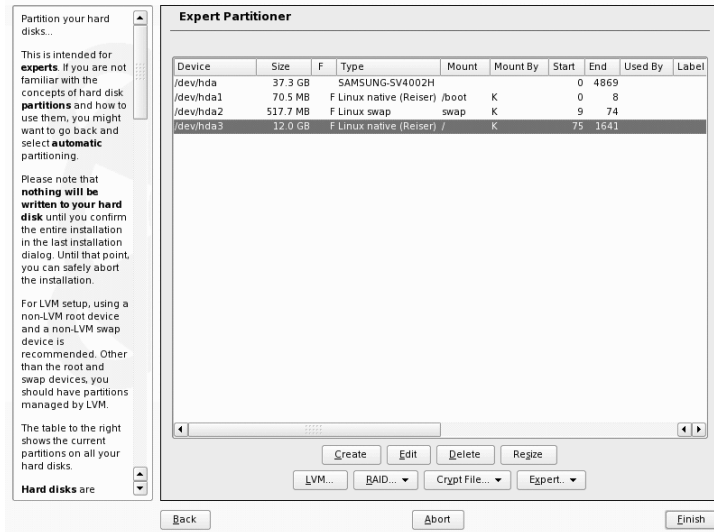 Partition your hard
disks...
This is intended for
experts. If you are not
familiar with the
concepts of hard disk
partitions and how to
use them, you might
want to go back and
select automatic
partitioning.
Please note that
nothing will be
written to your hard
disk until you confirm
the entire installation
in the last installation
dialog. Until that point,
you can safely abort
the installation.
For LVM setup, using a
non-LVM root device
and a non-LVM swap
device is
recommended. Other
than the root and
swap devices, you
should have partitions
managed by LVM.
The table to the right
shows the current
partitions on all your
hard disks.
Hard disks are
Expert Partitioner
Device Size F Type Mount Mount By Start End Used By Label
/dev/hda 37.3 GB SAMSUNG-SV4002H 0 4869
/dev/hda1 70.5 MB F Linux native (Reiser) /boot K 0 8
/dev/hda2 517.7 MB F Linux swap swap K 9 74
/dev/hda3 12.0 GB F Linux native (Reiser) / K 75 1641
Create Edit Delete Resize
LVM... RAID... Crypt File... Expert..
Back Abort Finish